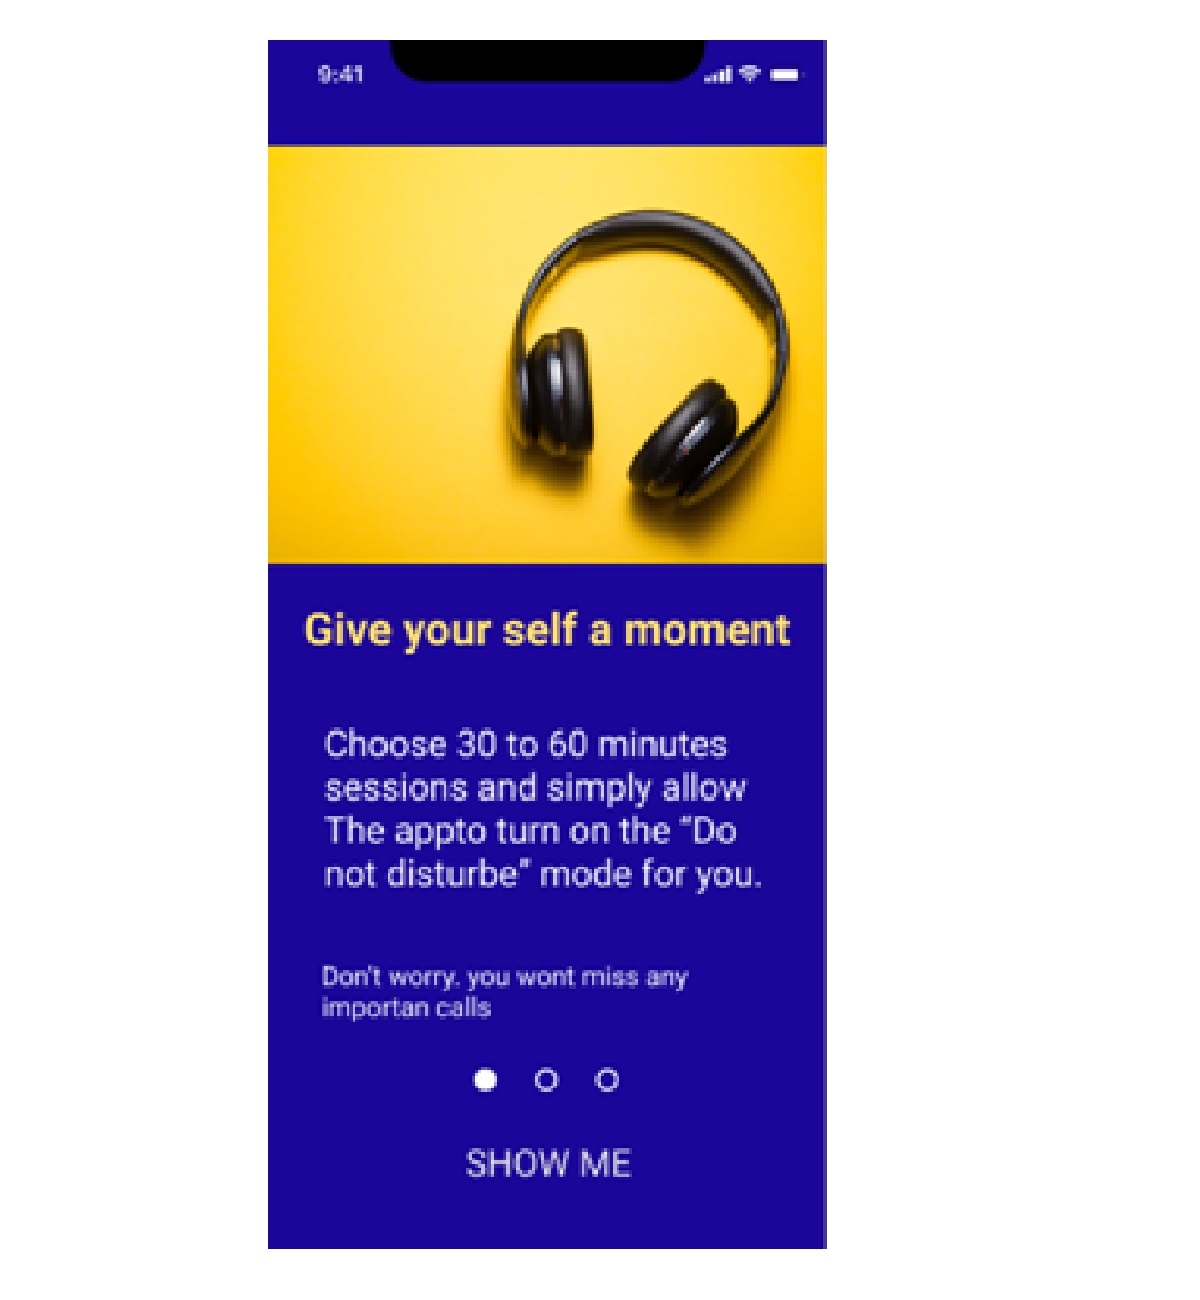 9:41
Give your self a moment
Choose 30 to 60 minutes
sessions and simply allow
The appto turn on the “Do
not disturbe” mode for you.
Don't worry, you wont miss any
importan calls
SHOW ME